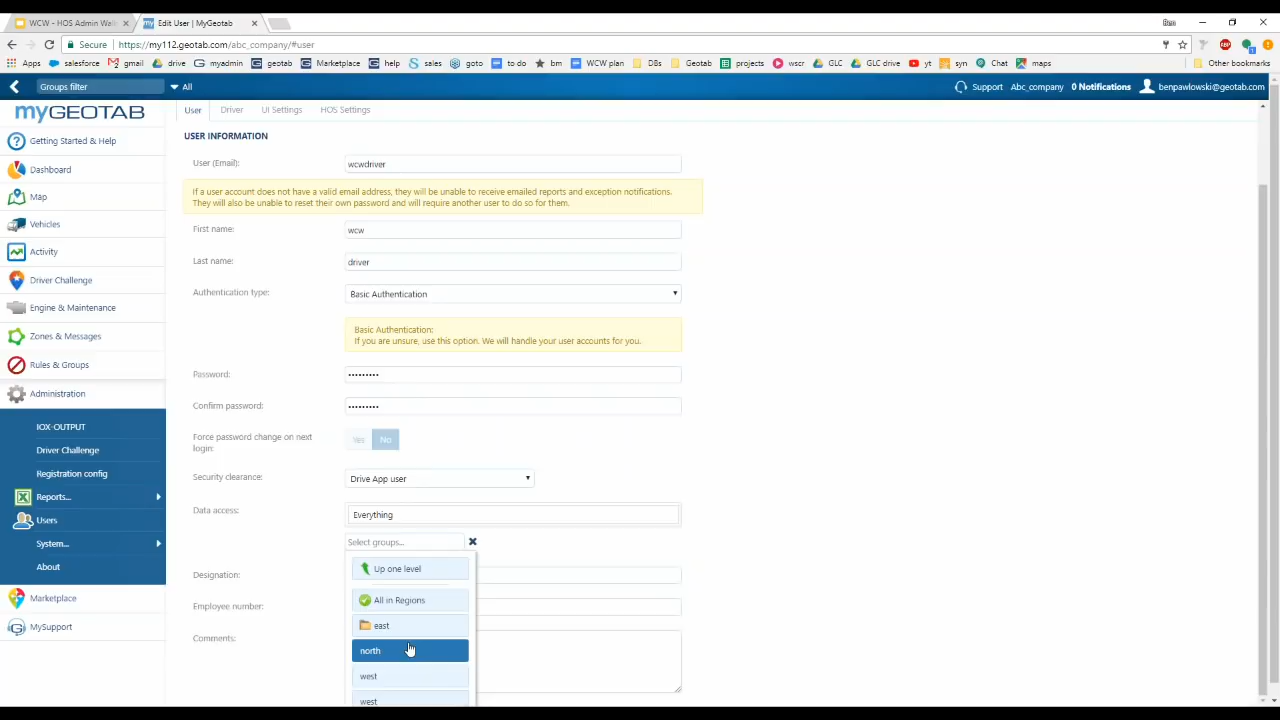 WCW - HOS Admin Wal
Edit User | MyGeotab
Ben
Secure
https://my112.geotab.com/abc_company/#user
Apps
salesforce
gmail
drive
myadmin
geotab
Marketplace
help
sales
goto
to do
bm
WCW plan
DBs
Geotab
projects
wscr
GLC
GLC drive
yt
syn
Chat
maps
Other bookmarks
Groups filter
All
Support
Abc_company
0 Notifications
benpawlowski@geotab.com
myGEOTAB
Getting Started & Help
Dashboard
Map
Vehicles
Activity
Driver Challenge
Engine & Maintenance
Zones & Messages
Rules & Groups
Administration
IOX-OUTPUT
Driver Challenge
Registration config
Reports...
Users
System...
About
Marketplace
MySupport
User
Driver
UI Settings
HOS Settings
USER INFORMATION
User (Email):
wcwdriver
If a user account does not have a valid email address, they will be unable to receive emailed reports and exception notifications.
They will also be unable to reset their own password and will require another user to do so for them.
First name:
wcw
Last name:
driver
Authentication type:
Basic Authentication
Basic Authentication:
If you are unsure, use this option. We will handle your user accounts for you.
Password:
•••••••••
Confirm password:
•••••••••
Force password change on next
login:
Yes
No
Security clearance:
Drive App user
Data access:
Everything
Select groups...
Up one level
All in Regions
east
north
west
west
Designation:
Employee number:
Comments: